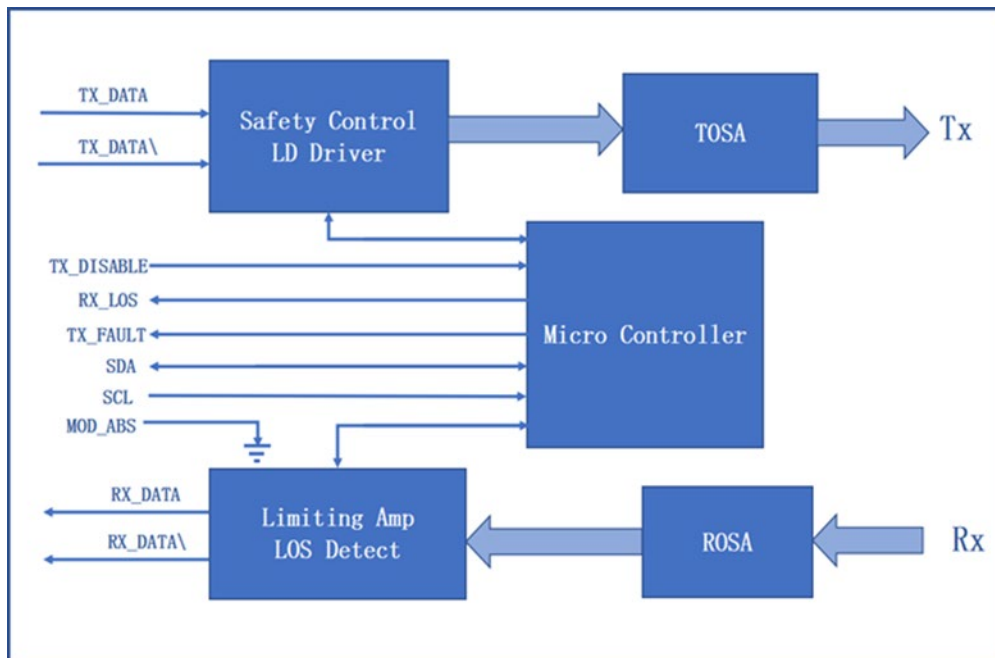 TX_DATA
TX_DATA\
Safety Control
LD Driver
TOSA
Tx
TX_DISABLE
RX_LOS
TX_FAULT
SDA
SCL
MOD_ABS
Micro Controller
RX_DATA
RX_DATA\
Limiting Amp
LOS Detect
ROSA
Rx